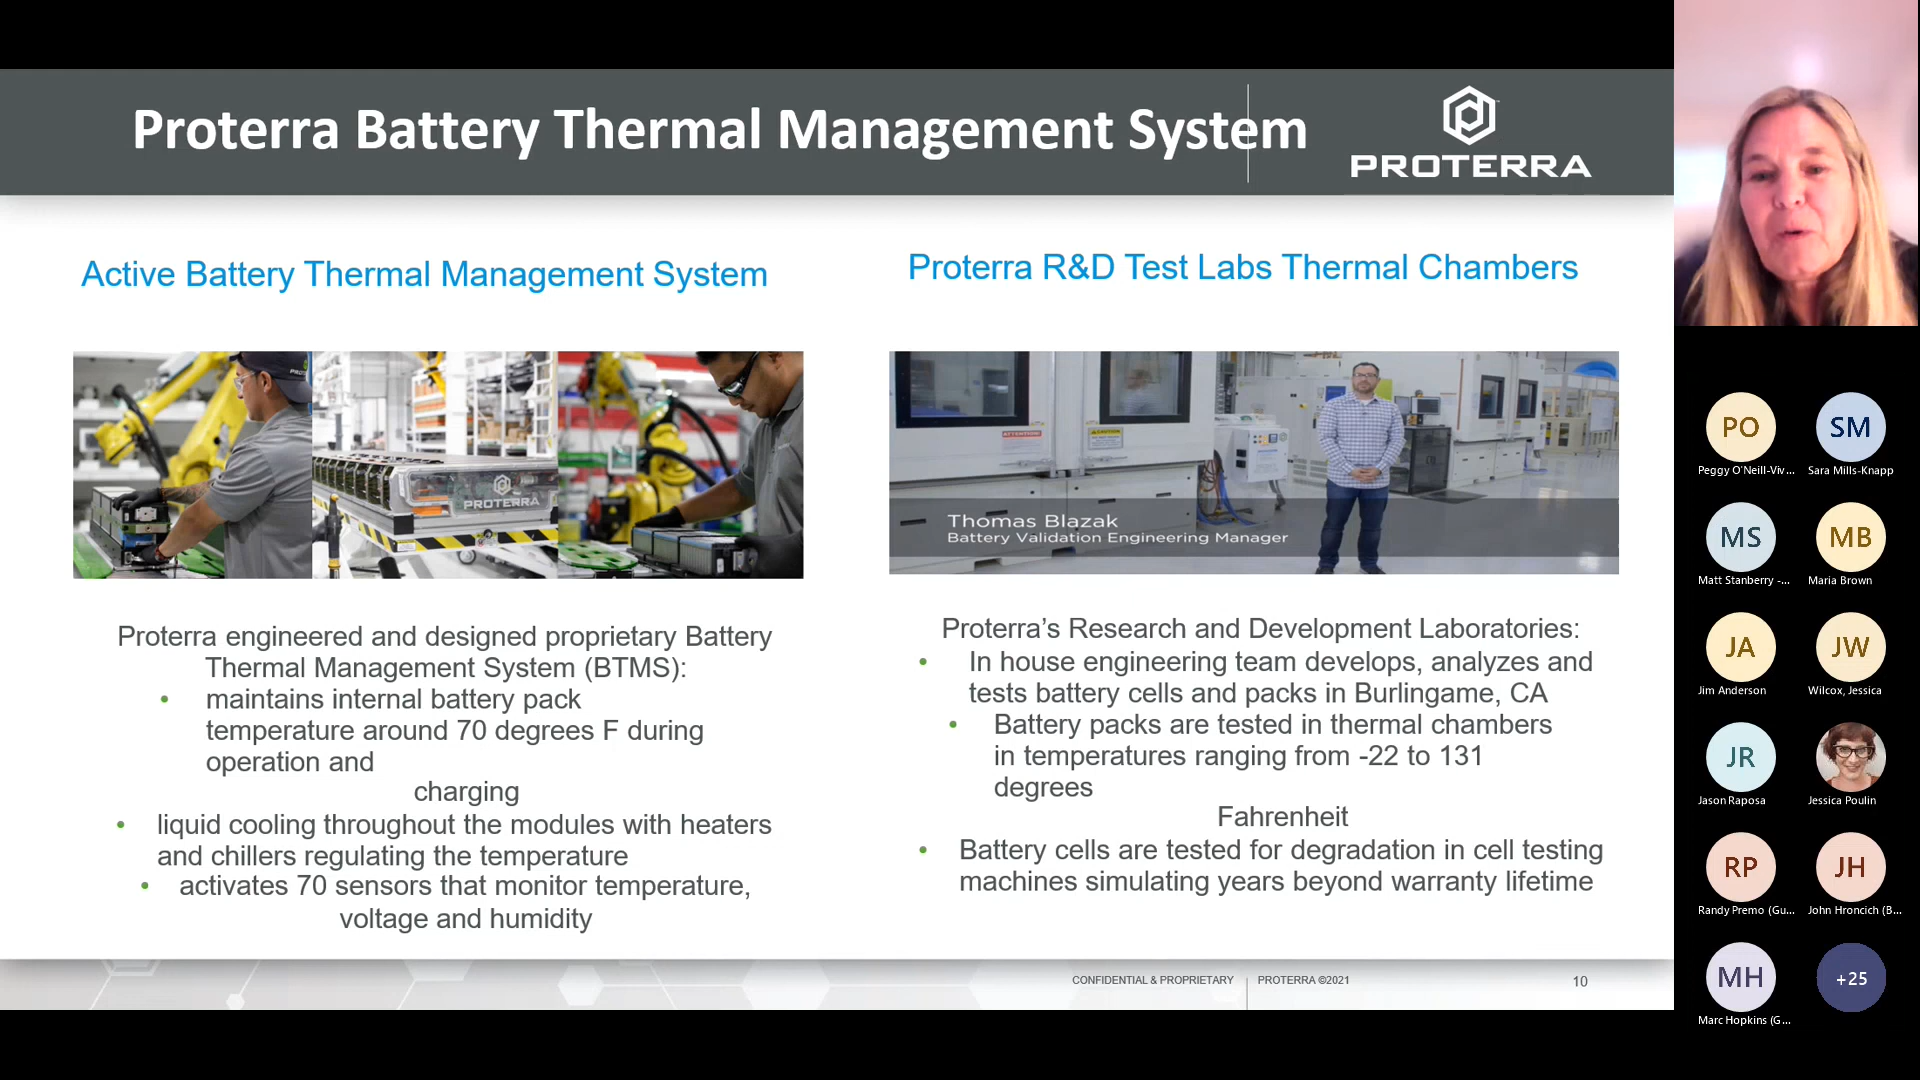 Proterra Battery Thermal Management System
PROTERRA
Active Battery Thermal Management System
PROTERRA
Proterra engineered and designed proprietary Battery
Thermal Management System (BTMS):
• maintains internal battery pack
temperature around 70 degrees F during
operation and
charging
• liquid cooling throughout the modules with heaters
and chillers regulating the temperature
• activates 70 sensors that monitor temperature,
voltage and humidity
Proterra R&D Test Labs Thermal Chambers
ATTENTION
CAUTION
Thomas Blazak
Battery Validation Engineering Manager
Proterra’s Research and Development Laboratories:
• In house engineering team develops, analyzes and
tests battery cells and packs in Burlingame, CA
• Battery packs are tested in thermal chambers
in temperatures ranging from -22 to 131
degrees
Fahrenheit
• Battery cells are tested for degradation in cell testing
machines simulating years beyond warranty lifetime
CONFIDENTIAL & PROPRIETARY
PROTERRA ©2021
10
PO
Peggy O'Neill-Viv...
SM
Sara Mills-Knapp
MS
Matt Stanberry -...
MB
Maria Brown
JA
Jim Anderson
JW
Wilcox, Jessica
JR
Jason Raposa
Jessica Poulin
RP
Randy Premo (Gu...
JH
John Hroncich (B...
MH
Marc Hopkins (G...
+25